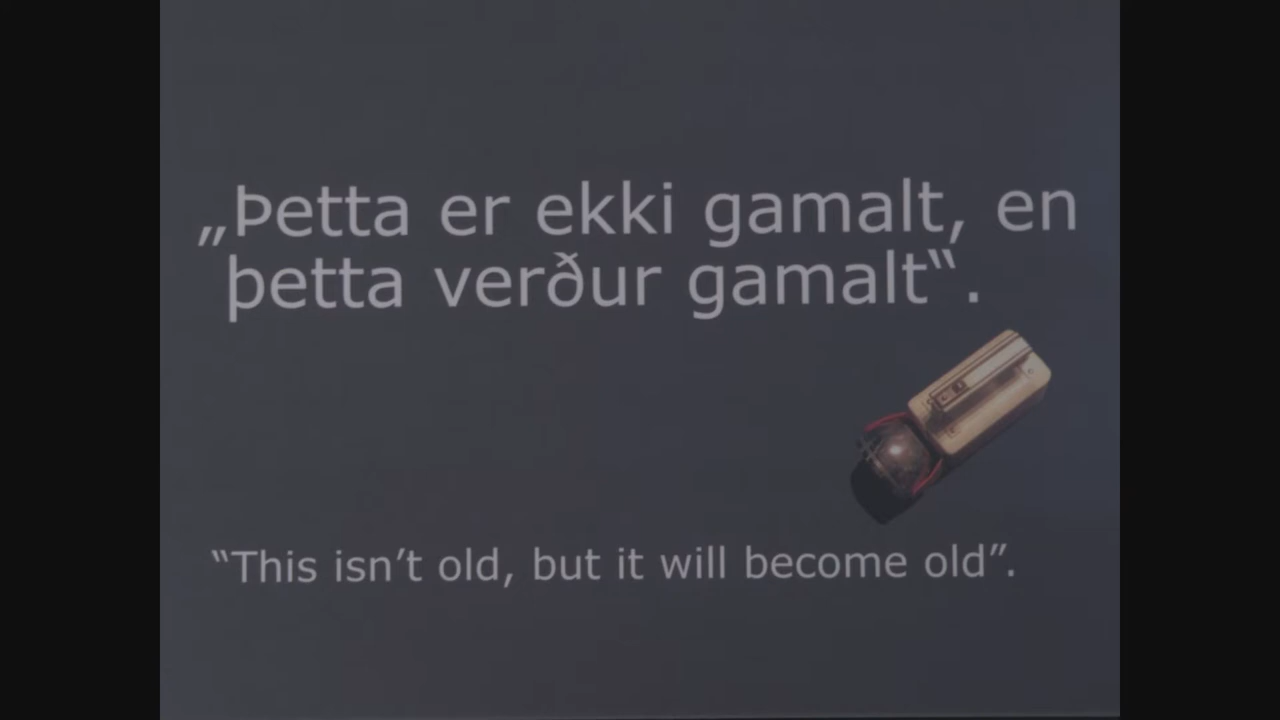 „Þetta er ekki gamalt, en
þetta verður gamalt“.
“This isn’t old, but it will become old”.